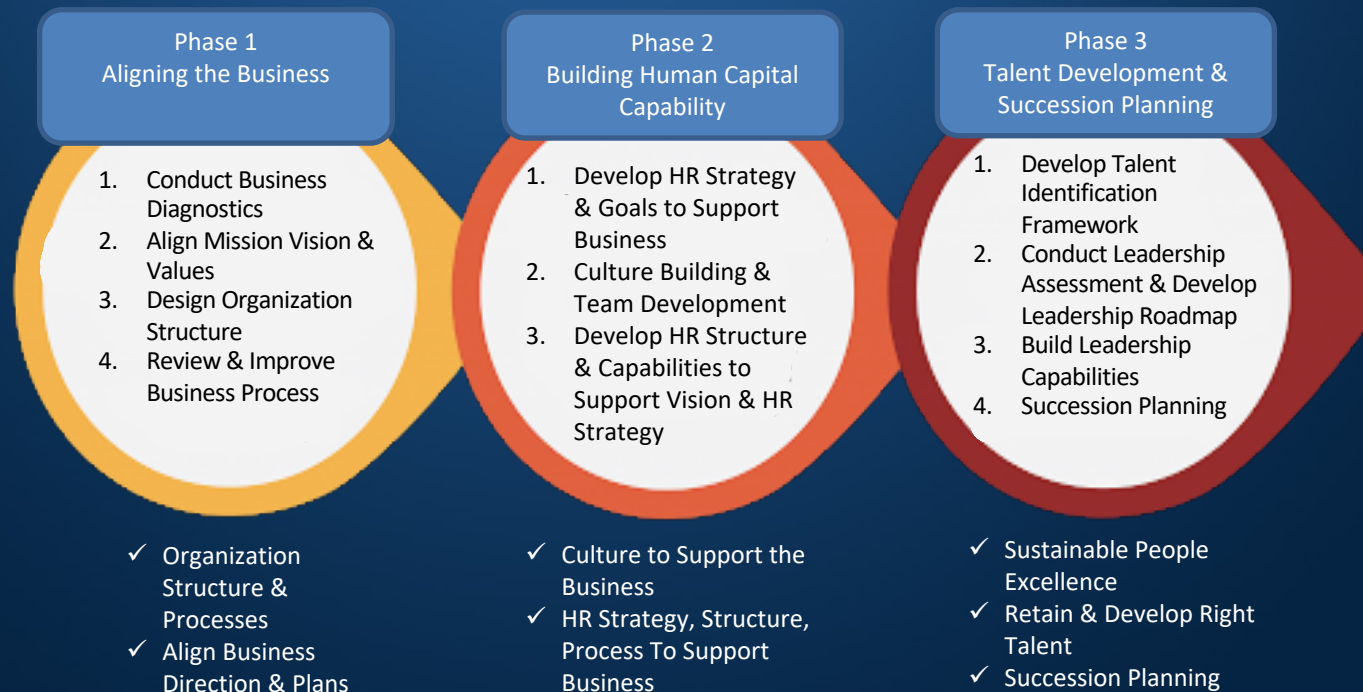 Phase 1
Aligning the Business
1. Conduct Business
Diagnostics
2. Align Mission Vision &
Values
3. Design Organization
Structure
4. Review & Improve
Business Process
✓ Organization
Structure &
Processes
✓ Align Business
Direction & Plans
Phase 2
Building Human Capital
Capability
1. Develop HR Strategy
& Goals to Support
Business
2. Culture Building &
Team Development
3. Develop HR Structure
& Capabilities to
Support Vision & HR
Strategy
✓ Culture to Support the
Business
✓ HR Strategy, Structure,
Process To Support
Business
Phase 3
Talent Development &
Succession Planning
1. Develop Talent
Identification
Framework
2. Conduct Leadership
Assessment & Develop
Leadership Roadmap
3. Build Leadership
Capabilities
4. Succession Planning
✓ Sustainable People
Excellence
✓ Retain & Develop Right
Talent
✓ Succession Planning